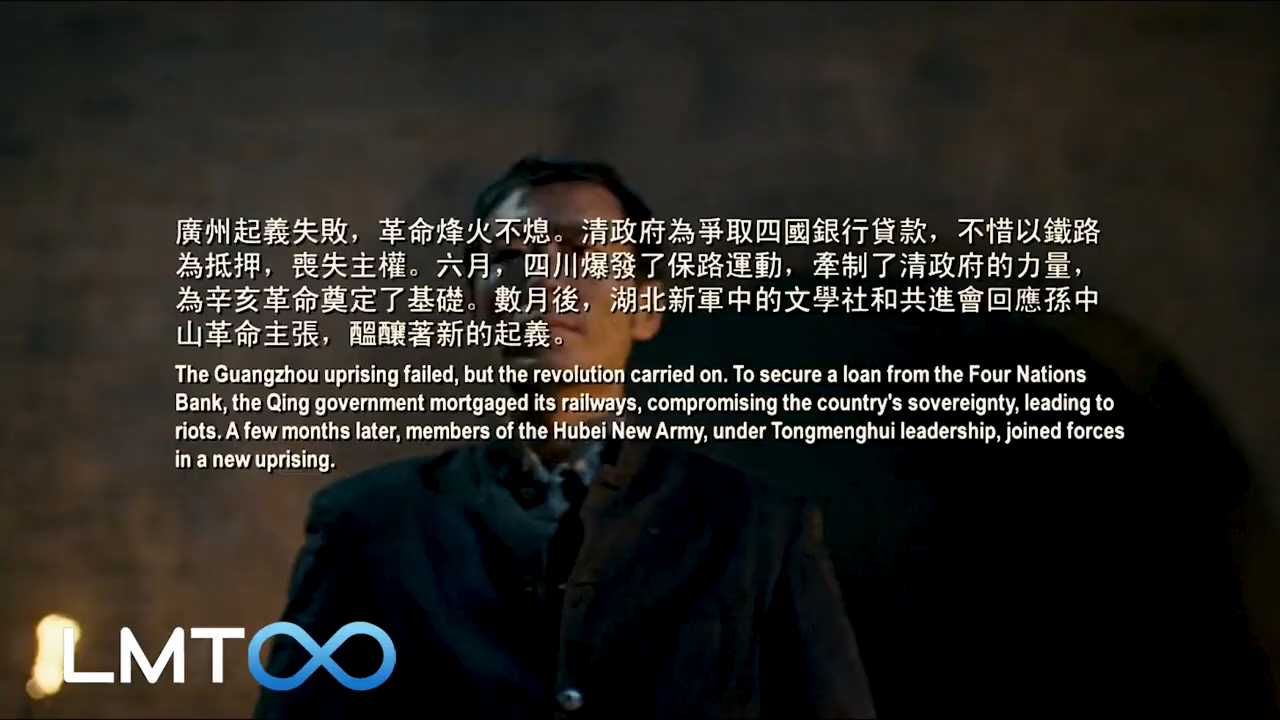 廣州起義失敗，革命烽火不熄。清政府為爭取四國銀行貸款，不惜以鐵路
為抵押，喪失主權。六月，四川爆發了保路運動，牽制了清政府的力量，
為辛亥革命奠定了基礎。數月後，湖北新軍中的文學社和共進會回應孫中
山革命主張，醞釀著新的起義。
The Guangzhou uprising failed, but the revolution carried on. To secure a loan from the Four Nations
Bank, the Qing government mortgaged its railways, compromising the country's sovereignty, leading to
riots. A few months later, members of the Hubei New Army, under Tongmenghui leadership, joined forces
in a new uprising.
LMT